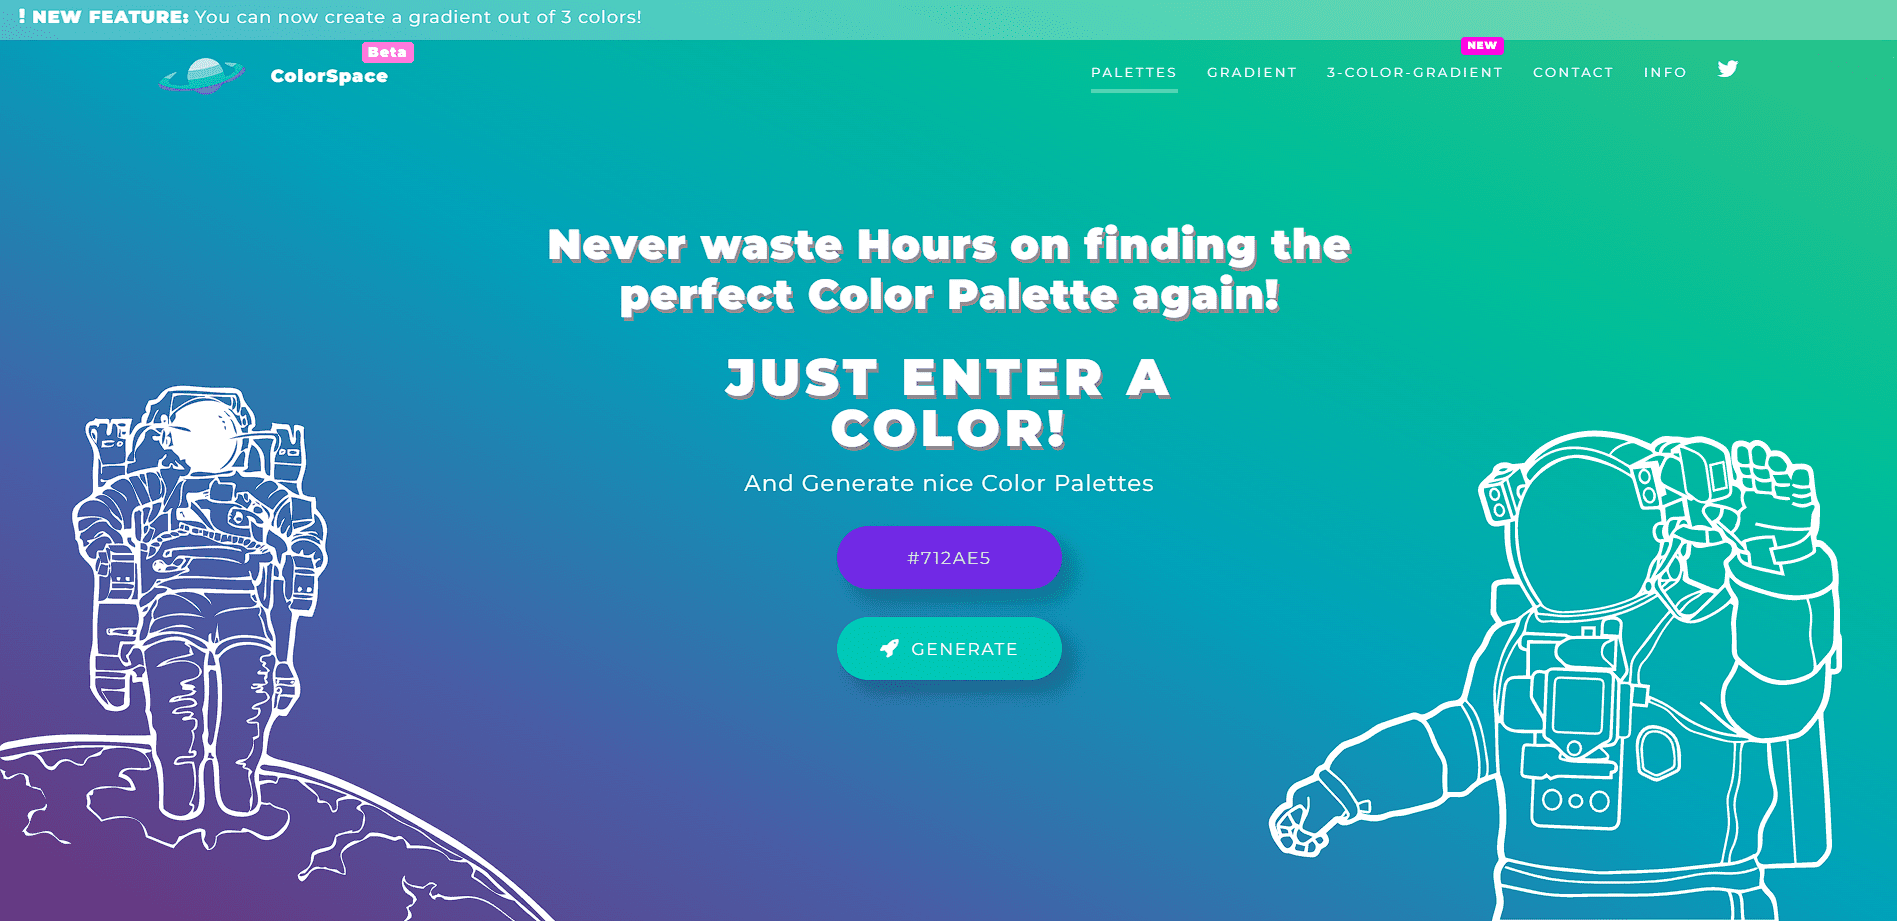 ! NEW FEATURE: You can now create a gradient out of 3 colors!
Beta
ColorSpace
NEW
PALETTES GRADIENT 3-COLOR-GRADIENT CONTACT INFO
Never waste Hours on finding the
perfect Color Palette again!
JUST ENTER A
COLOR!
And Generate nice Color Palettes
#712AE5
GENERATE